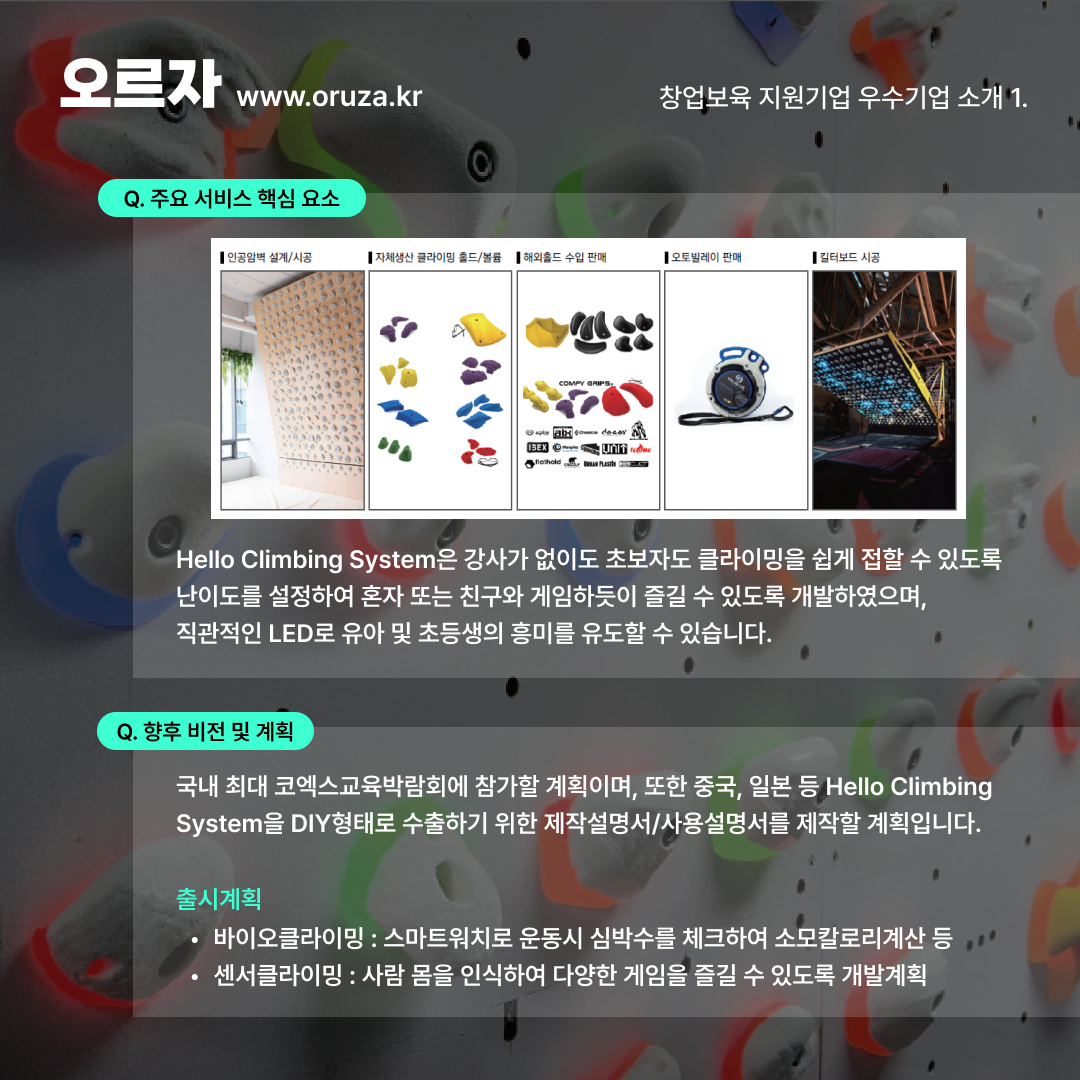 오르자 www.oruza.kr
창업보육 지원기업 우수기업 소개 1.
Q. 주요 서비스 핵심 요소
인공암벽 설계/시공
자체생산 클라이밍 홀드/볼륨
해외홀드 수입 판매
오토빌레이 판매
킬터보드 시공
COMFY GRIPS
aix
Cheeta
IBEX
UNIT
flathold
URBAN PLASTIX
Hello Climbing System은 강사가 없이도 초보자도 클라이밍을 쉽게 접할 수 있도록
난이도를 설정하여 혼자 또는 친구와 게임하듯이 즐길 수 있도록 개발하였으며,
직관적인 LED로 유아 및 초등생의 흥미를 유도할 수 있습니다.
Q. 향후 비전 및 계획
국내 최대 코엑스교육박람회에 참가할 계획이며, 또한 중국, 일본 등 Hello Climbing
System을 DIY형태로 수출하기 위한 제작설명서/사용설명서를 제작할 계획입니다.
출시계획
• 바이오클라이밍 : 스마트워치로 운동시 심박수를 체크하여 소모칼로리계산 등
• 센서클라이밍 : 사람 몸을 인식하여 다양한 게임을 즐길 수 있도록 개발계획